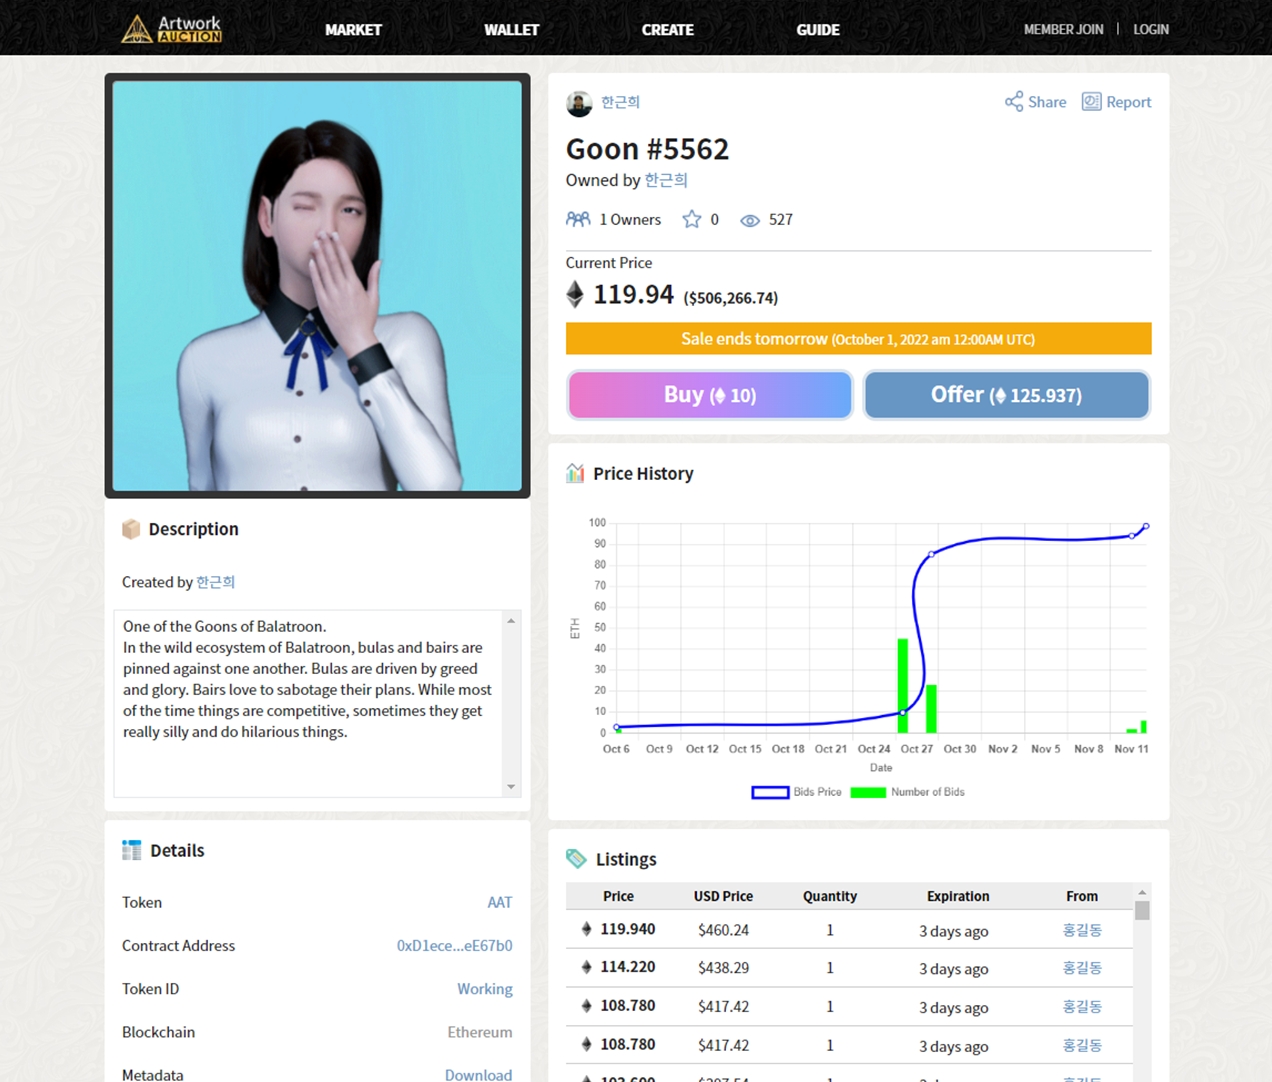 Artwork
AUCTION
MARKET
WALLET
CREATE
GUIDE
MEMBER JOIN
LOGIN
한근희
Share
Report
Goon #5562
Owned by 한근희
1 Owners
0
527
Current Price
119.94 ($506,266.74)
Sale ends tomorrow (October 1, 2022 am 12:00AM UTC)
Buy (10)
Offer (125.937)
Description
Created by 한근희
One of the Goons of Balatroon.
In the wild ecosystem of Balatroon, bulas and bairs are
pinned against one another. Bulas are driven by greed
and glory. Bairs love to sabotage their plans. While most
of the time things are competitive, sometimes they get
really silly and do hilarious things.
Price History
100
90
80
70
60
50
40
30
20
10
0
ETH
Oct 6 Oct 9 Oct 12 Oct 15 Oct 18 Oct 21 Oct 24 Oct 27 Oct 30 Nov 2 Nov 5 Nov 8 Nov 11
Date
Bids Price
Number of Bids
Details
Token AAT
Contract Address 0xD1ece...eE67b0
Token ID Working
Blockchain Ethereum
Metadata Download
Listings
Price USD Price Quantity Expiration From
119.940 $460.24 1 3 days ago 홍길동
114.220 $438.29 1 3 days ago 홍길동
108.780 $417.42 1 3 days ago 홍길동
108.780 $417.42 1 3 days ago 홍길동